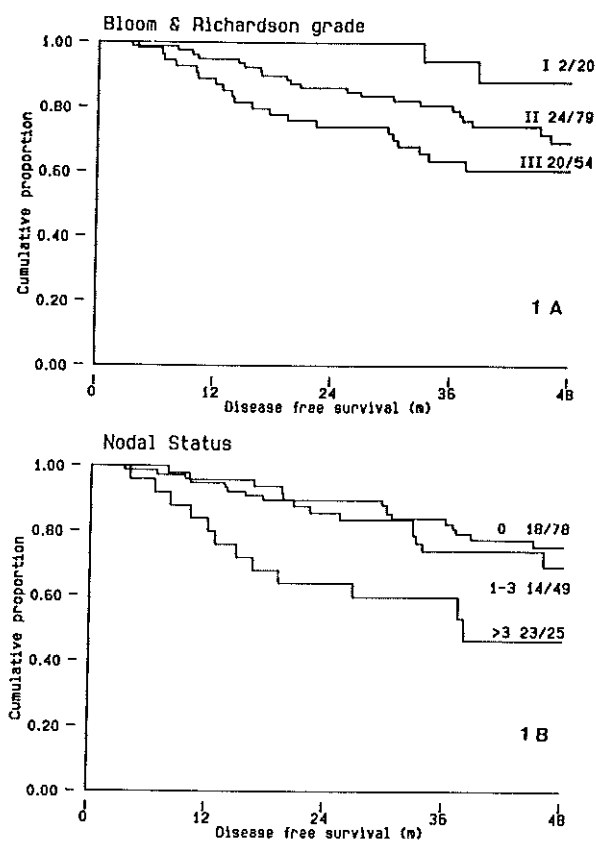 Bloom & Richardson grade
1.00
I 2/20
0.80
II 24/79
0.60
III 20/54
Cumulative proportion
0.40
0.20
1 A
0.00
0 12 24 36 48
Disease free survival (m)
Nodal Status
1.00
0 18/78
0.80
1-3 14/49
0.60
>3 23/25
Cumulative proportion
0.40
0.20
1 B
0.00
0 12 24 36 48
Disease free survival (m)